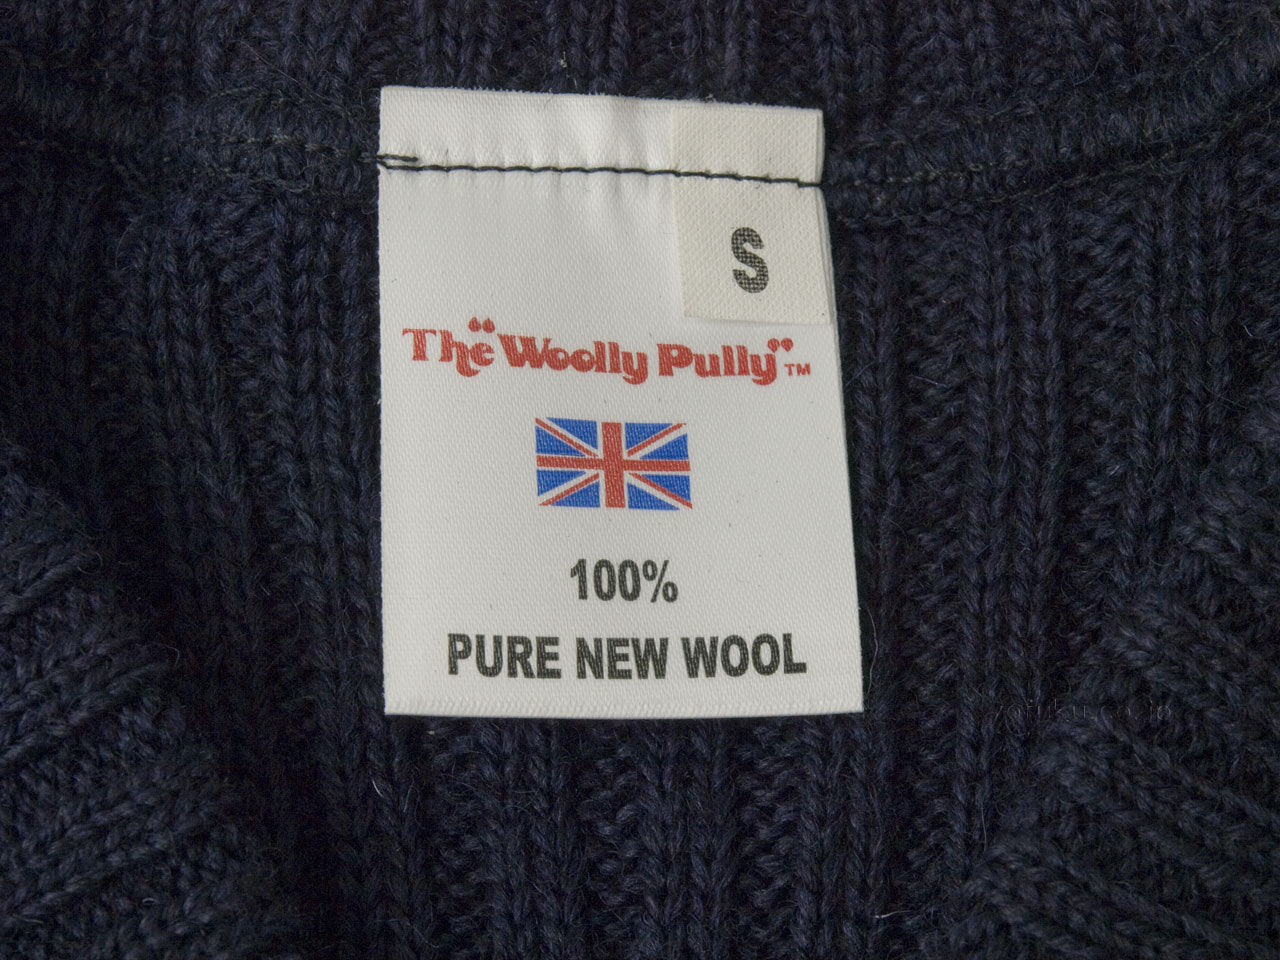 S
The "Woolly Pully"™
100%
PURE NEW WOOL